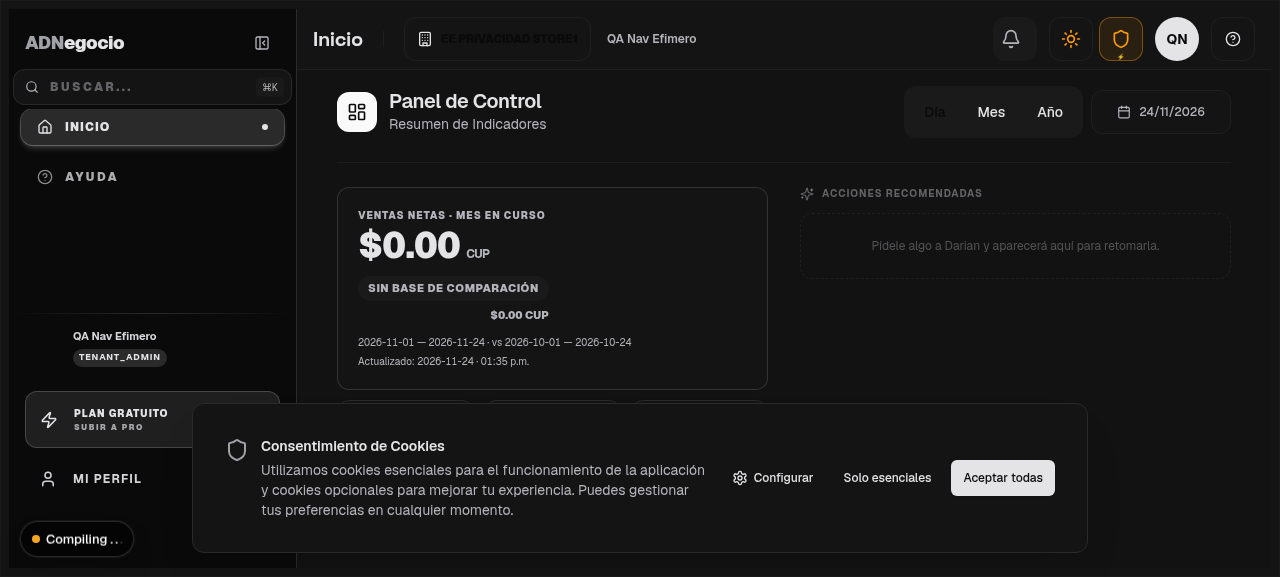 ADNegocio
BUSCAR...
⌘K
INICIO
AYUDA
QA Nav Efimero
TENANT_ADMIN
PLAN GRATUITO
SUBIR A PRO
MI PERFIL
Compiling ...
Inicio
QA Nav Efimero
QN
Panel de Control
Resumen de Indicadores
Día
Mes
Año
24/11/2026
VENTAS NETAS · MES EN CURSO
$0.00 CUP
SIN BASE DE COMPARACIÓN
$0.00 CUP
2026-11-01 — 2026-11-24 · vs 2026-10-01 — 2026-10-24
Actualizado: 2026-11-24 · 01:35 p.m.
ACCIONES RECOMENDADAS
Pídele algo a Darian y aparecerá aquí para retomarla.
Consentimiento de Cookies
Utilizamos cookies esenciales para el funcionamiento de la aplicación
y cookies opcionales para mejorar tu experiencia. Puedes gestionar
tus preferencias en cualquier momento.
Configurar
Solo esenciales
Aceptar todas